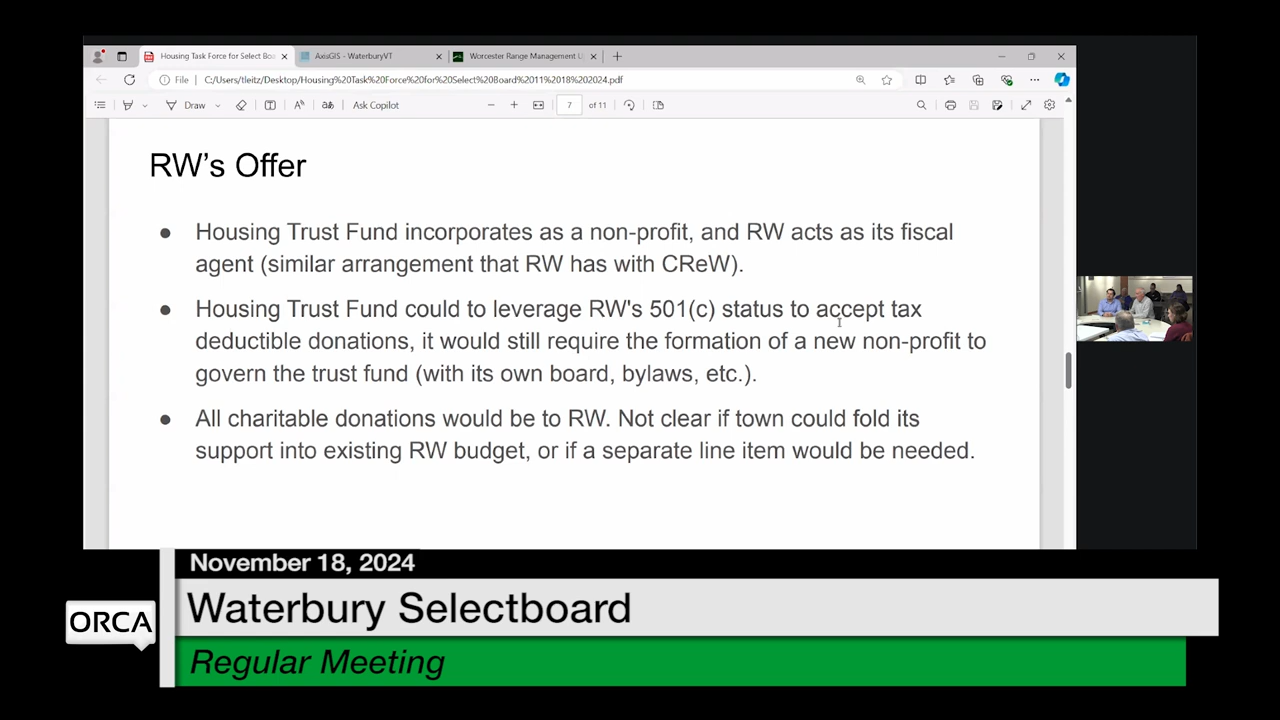 Housing Task Force for Select Boa
AxisGIS - WaterburyVT
Worcester Range Management U
File
C:/Users/tleitz/Desktop/Housing%20Task%20Force%20for%20Select%20Board%2011%2018%202024.pdf
Draw
Ask Copilot
7 of 11
RW's Offer
● Housing Trust Fund incorporates as a non-profit, and RW acts as its fiscal
agent (similar arrangement that RW has with CReW).
● Housing Trust Fund could to leverage RW's 501(c) status to accept tax
deductible donations, it would still require the formation of a new non-profit to
govern the trust fund (with its own board, bylaws, etc.).
● All charitable donations would be to RW. Not clear if town could fold its
support into existing RW budget, or if a separate line item would be needed.
November 18, 2024
ORCA
Waterbury Selectboard
Regular Meeting